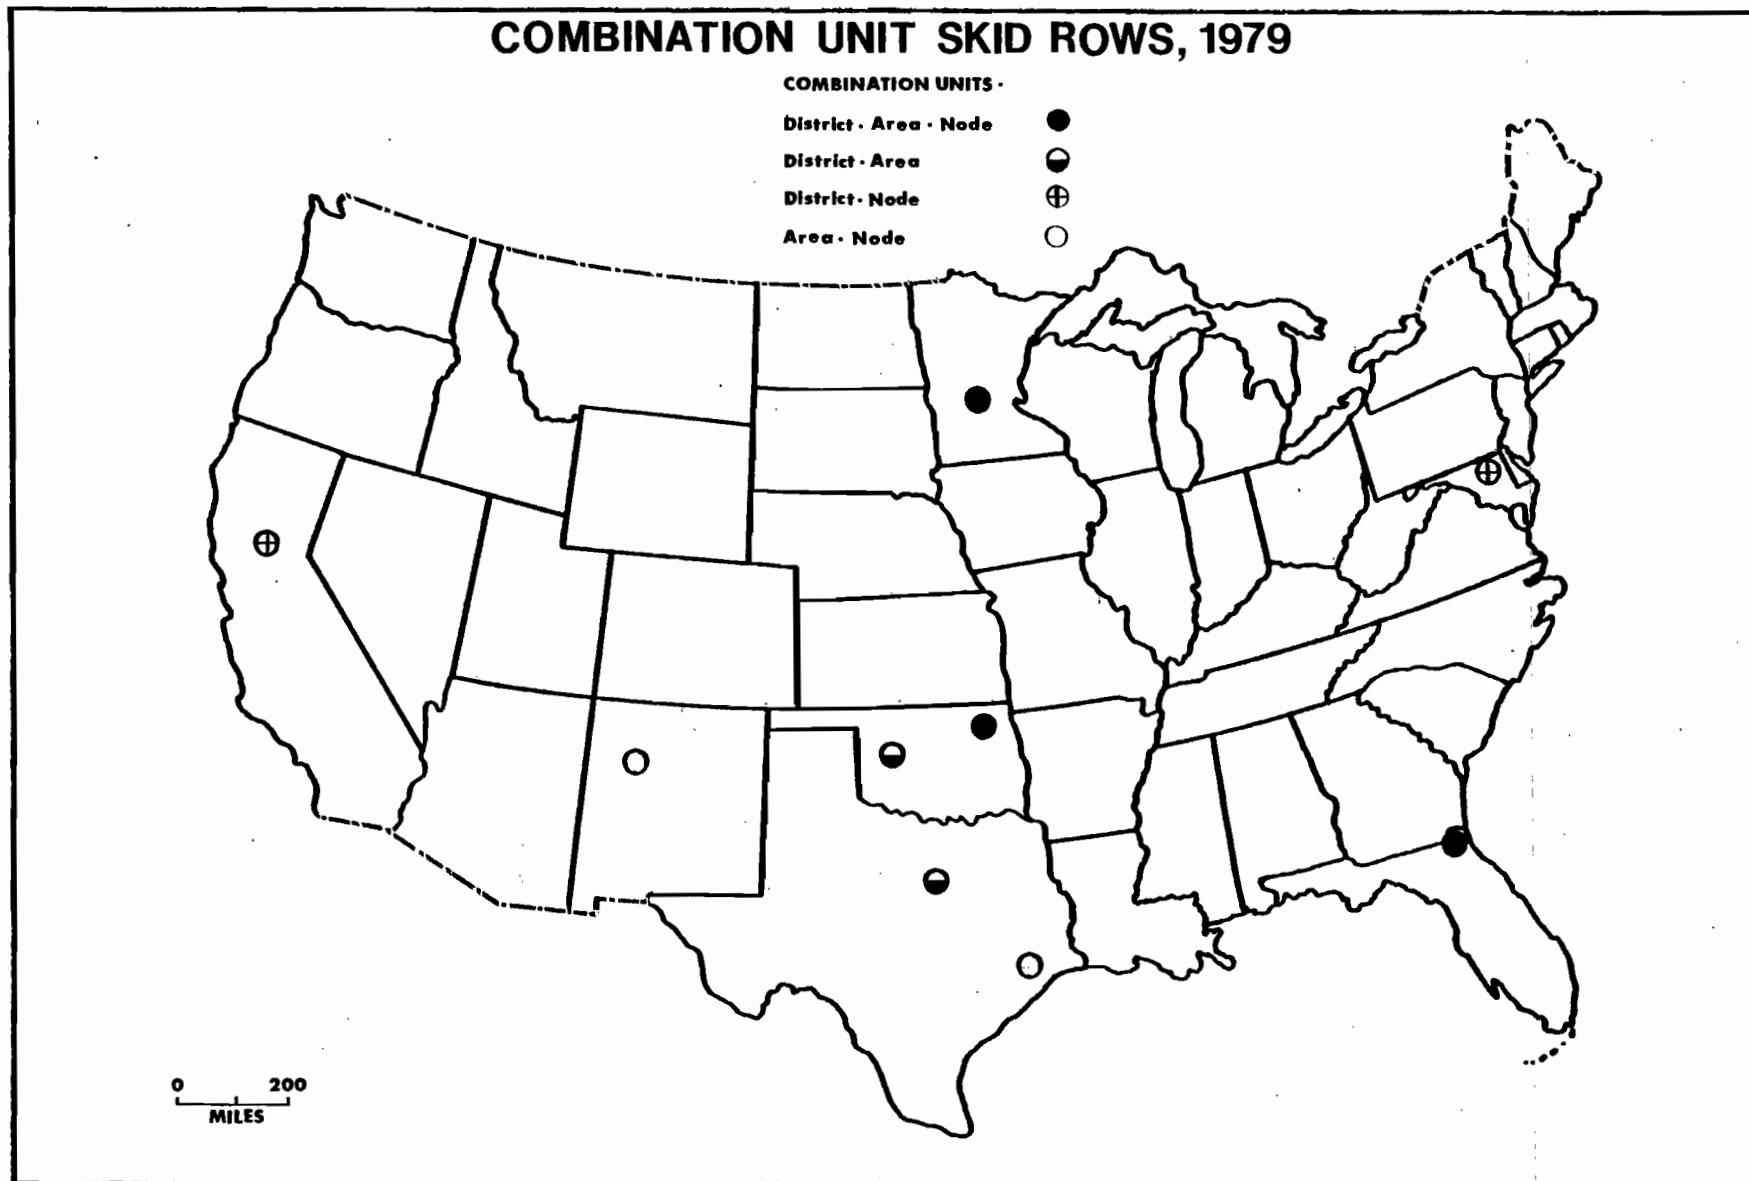 COMBINATION UNIT SKID ROWS, 1979
COMBINATION UNITS ·
District · Area · Node
District · Area
District · Node
Area · Node
0 200
MILES